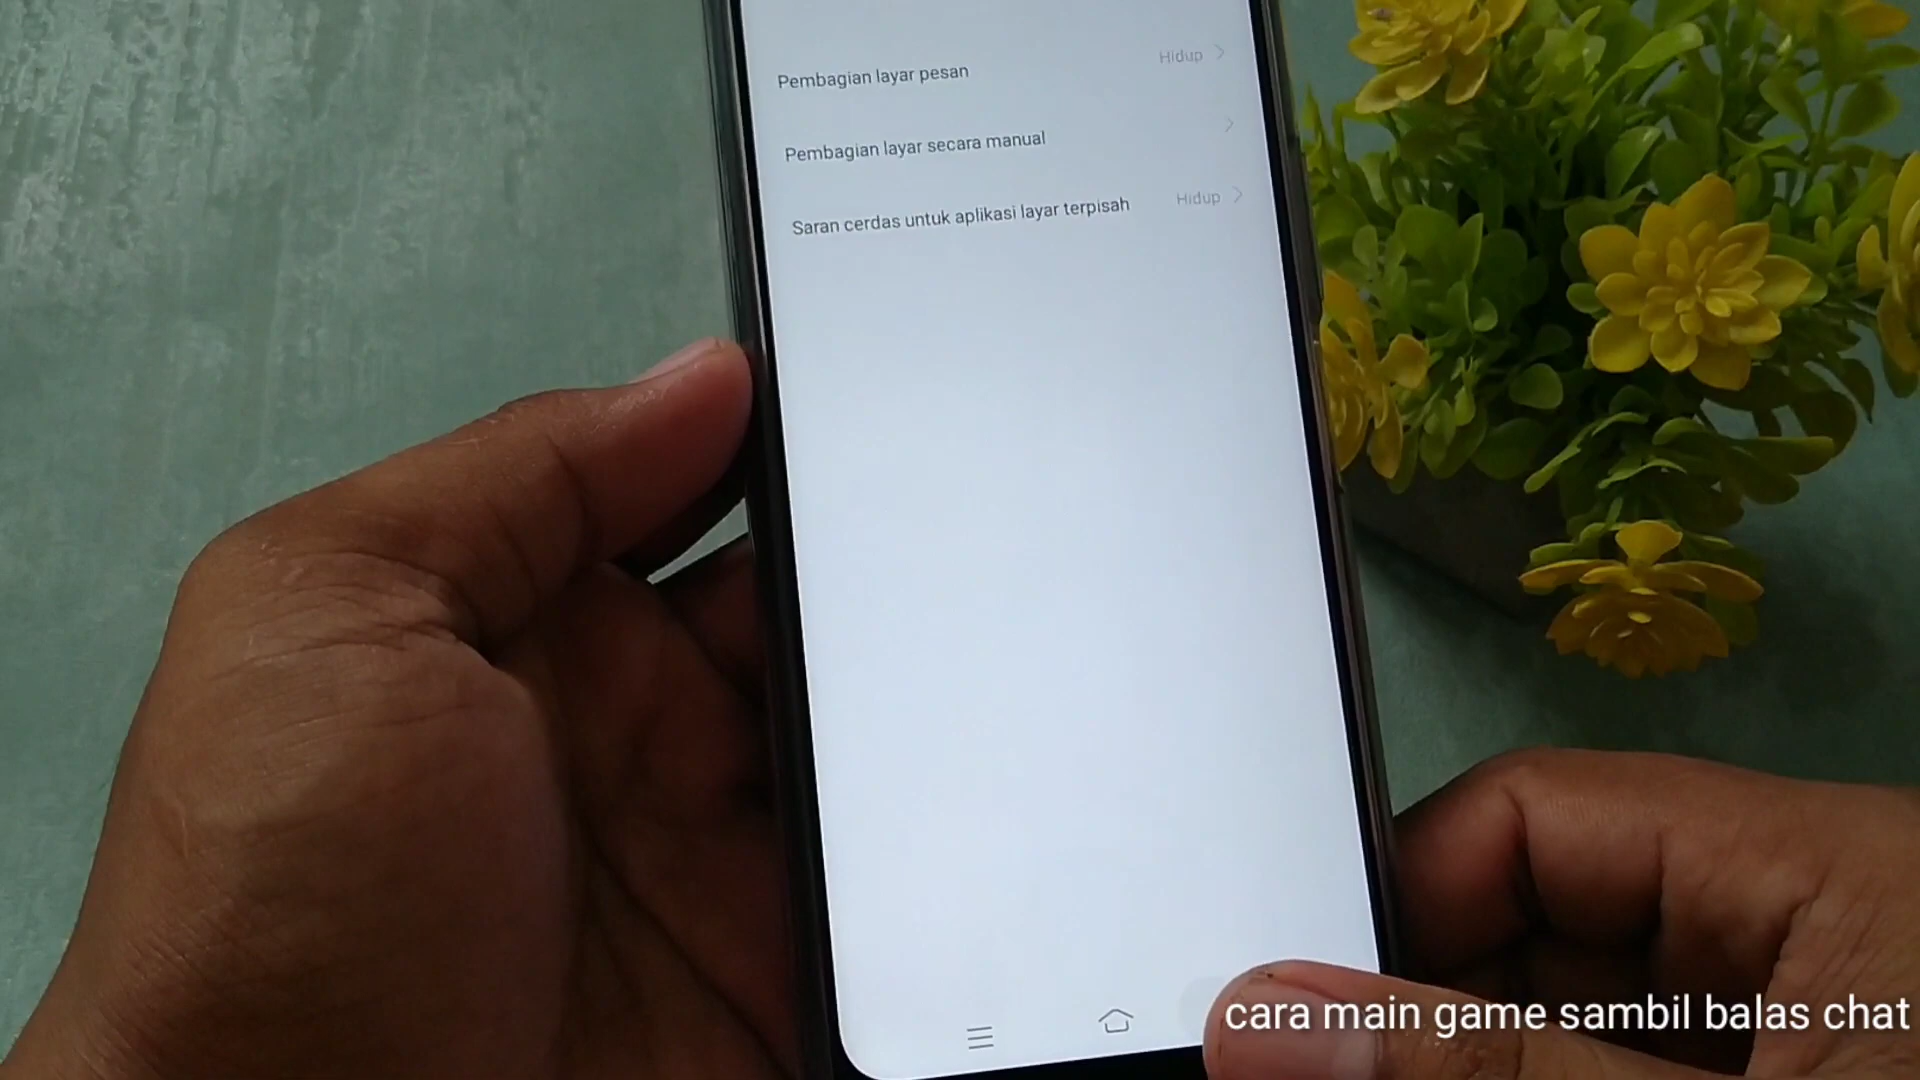 Pembagian layar pesan Hidup
Pembagian layar secara manual
Saran cerdas untuk aplikasi layar terpisah Hidup
cara main game sambil balas chat